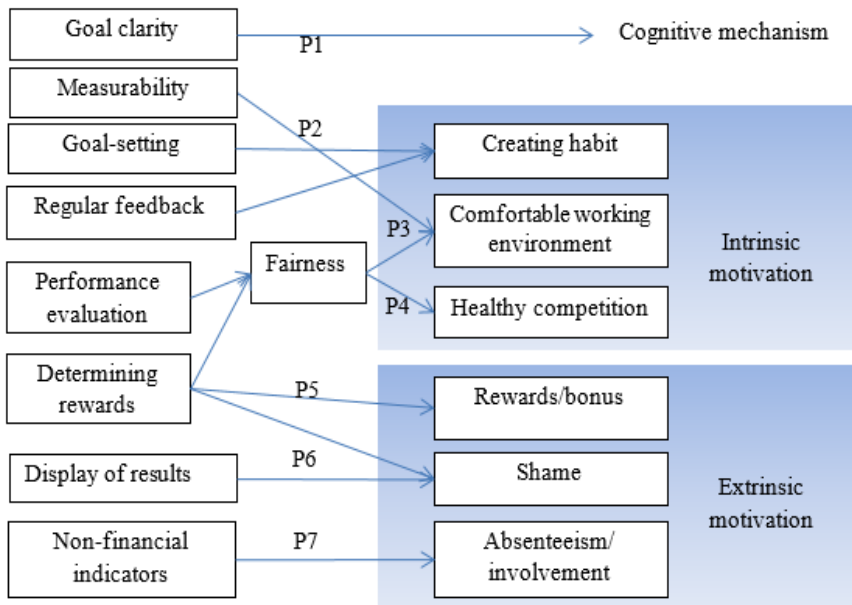 Goal clarity
P1
Cognitive mechanism
Measurability
Goal-setting
P2
Creating habit
Regular feedback
P3
Comfortable working
environment
Intrinsic
motivation
Fairness
Performance
evaluation
P4
Healthy competition
Determining
rewards
P5
Rewards/bonus
Display of results
P6
Shame
Extrinsic
motivation
Non-financial
indicators
P7
Absenteeism/
involvement